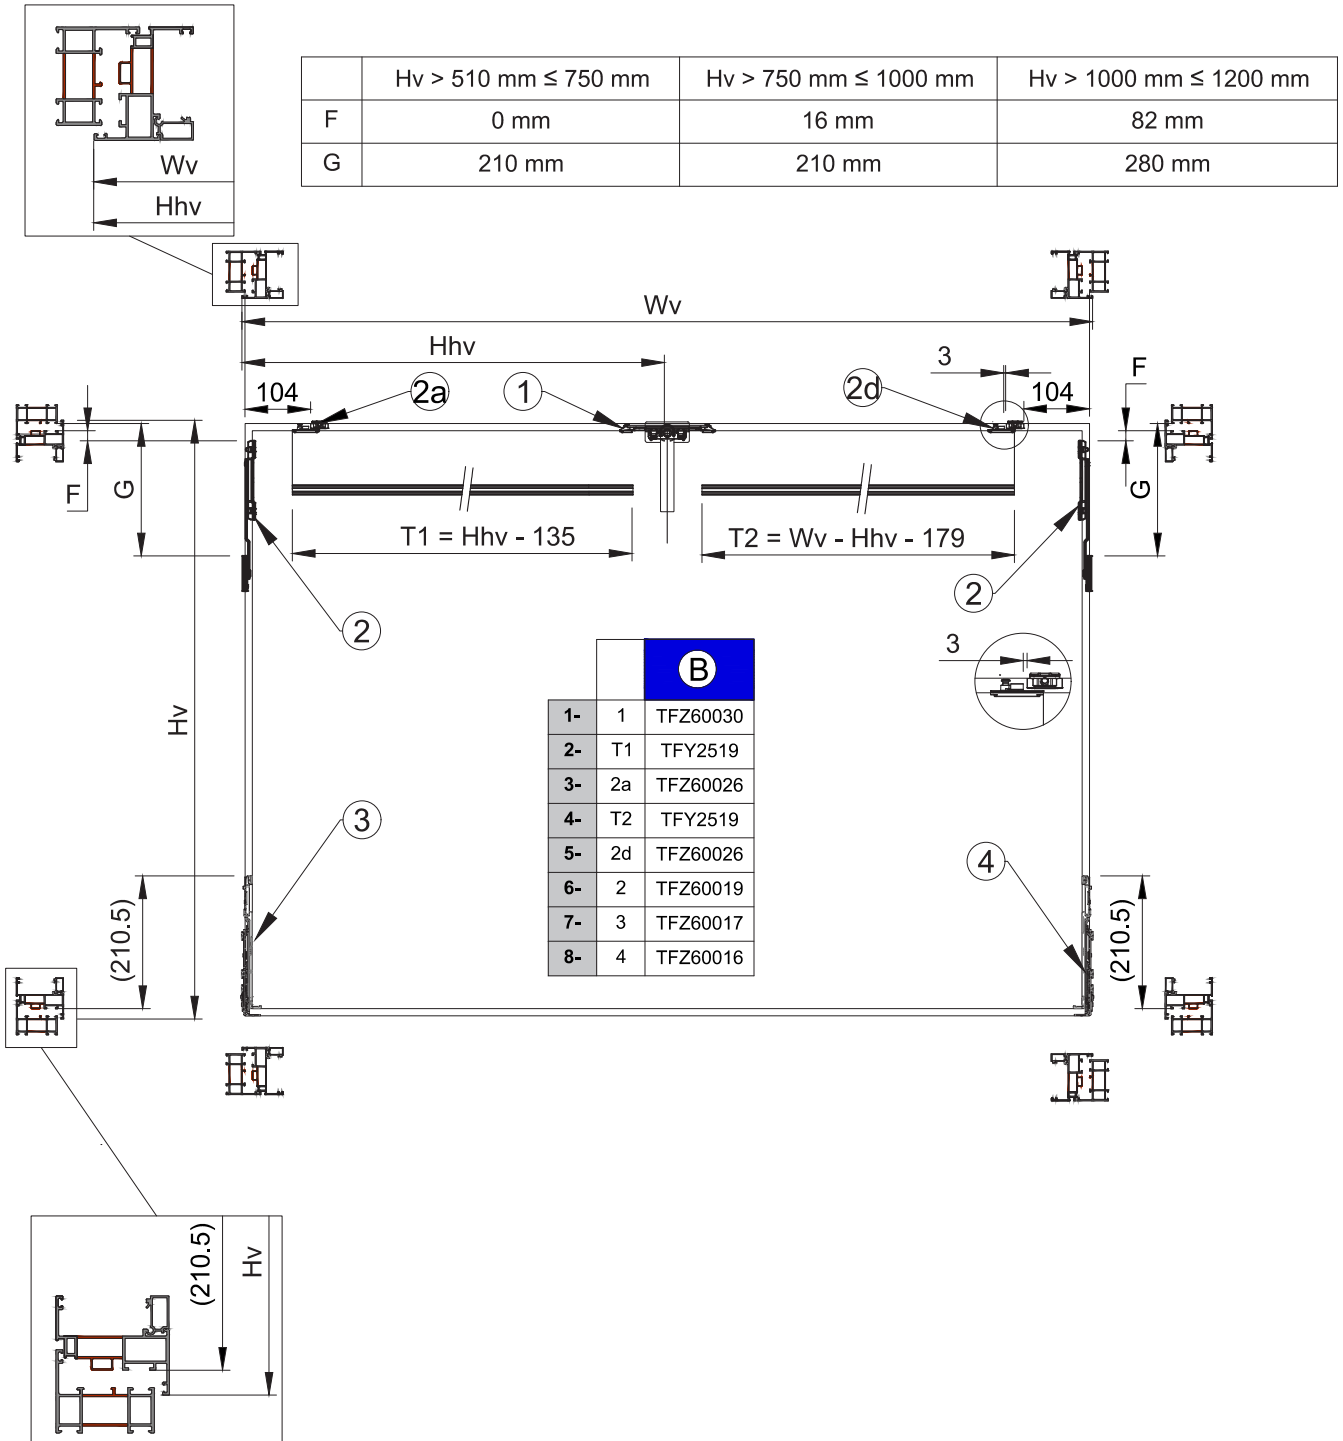 Wv
Hhv
Hv > 510 mm ≤ 750 mm Hv > 750 mm ≤ 1000 mm Hv > 1000 mm ≤ 1200 mm
F 0 mm 16 mm 82 mm
G 210 mm 210 mm 280 mm
Wv
Hhv
3
F
104 2a 1 2d 104
F G G
T1 = Hhv - 135 T2 = Wv - Hhv - 179
2 2
3
Hv
B
1- 1 TFZ60030
2- T1 TFY2519
3- 2a TFZ60026
4- T2 TFY2519
5- 2d TFZ60026
6- 2 TFZ60019
7- 3 TFZ60017
8- 4 TFZ60016
3 4
(210.5) (210.5)
(210.5) Hv